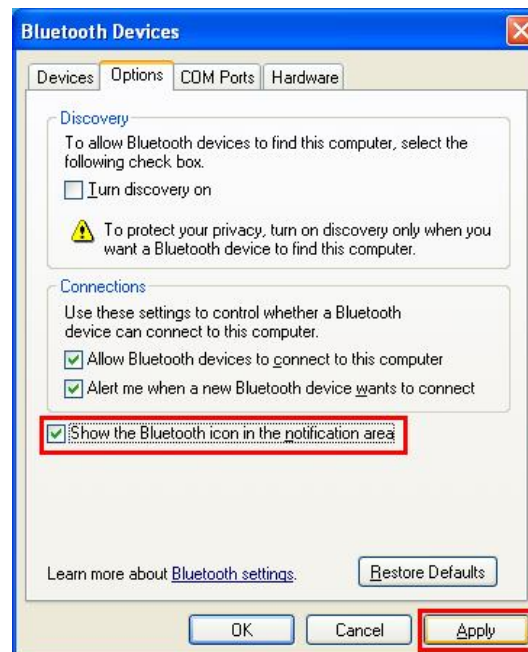 Bluetooth Devices
Devices Options COM Ports Hardware
Discovery
To allow Bluetooth devices to find this computer, select the
following check box.
Turn discovery on
To protect your privacy, turn on discovery only when you
want a Bluetooth device to find this computer.
Connections
Use these settings to control whether a Bluetooth
device can connect to this computer.
Allow Bluetooth devices to connect to this computer
Alert me when a new Bluetooth device wants to connect
Show the Bluetooth icon in the notification area
Learn more about Bluetooth settings. Restore Defaults
OK Cancel Apply